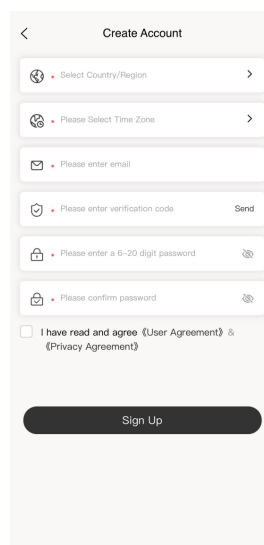 Create Account
Select Country/Region
Please Select Time Zone
Please enter email
Please enter verification code Send
Please enter a 6-20 digit password
Please confirm password
I have read and agree《User Agreement》&
《Privacy Agreement》
Sign Up